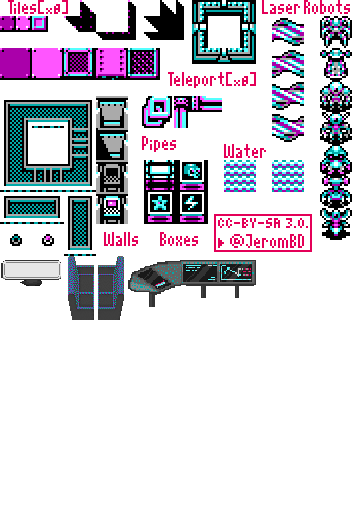 Tiles[x8]
Laser Robots
Teleport[x8]
Pipes
Water
CC-BY-SA 3.0.
@JeromBD
Walls
Boxes